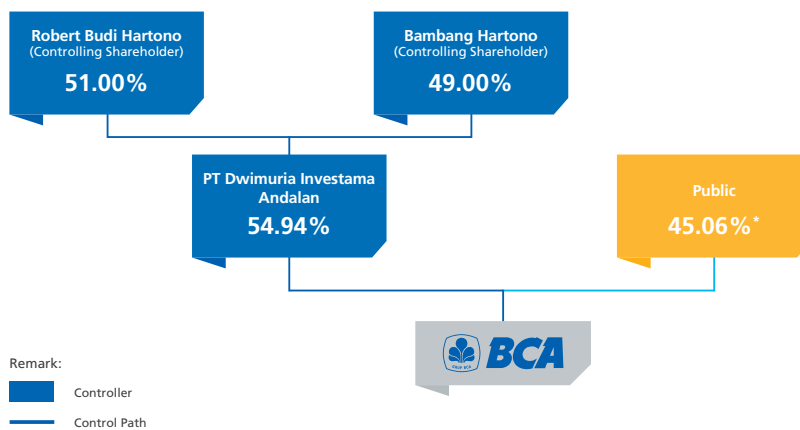 Robert Budi Hartono
(Controlling Shareholder)
51.00%
Bambang Hartono
(Controlling Shareholder)
49.00%
PT Dwimuria Investama
Andalan
54.94%
Public
45.06%*
BCA
Remark:
Controller
Control Path